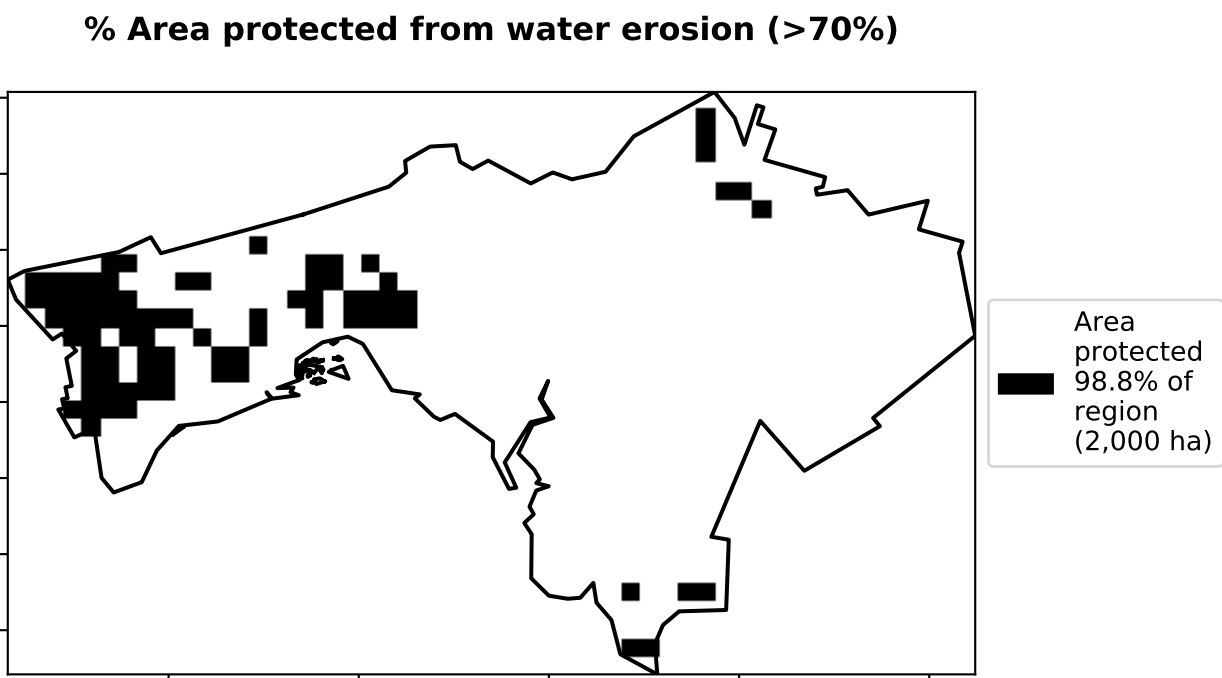 % Area protected from water erosion (>70%)
Area
protected
98.8% of
region
(2,000 ha)